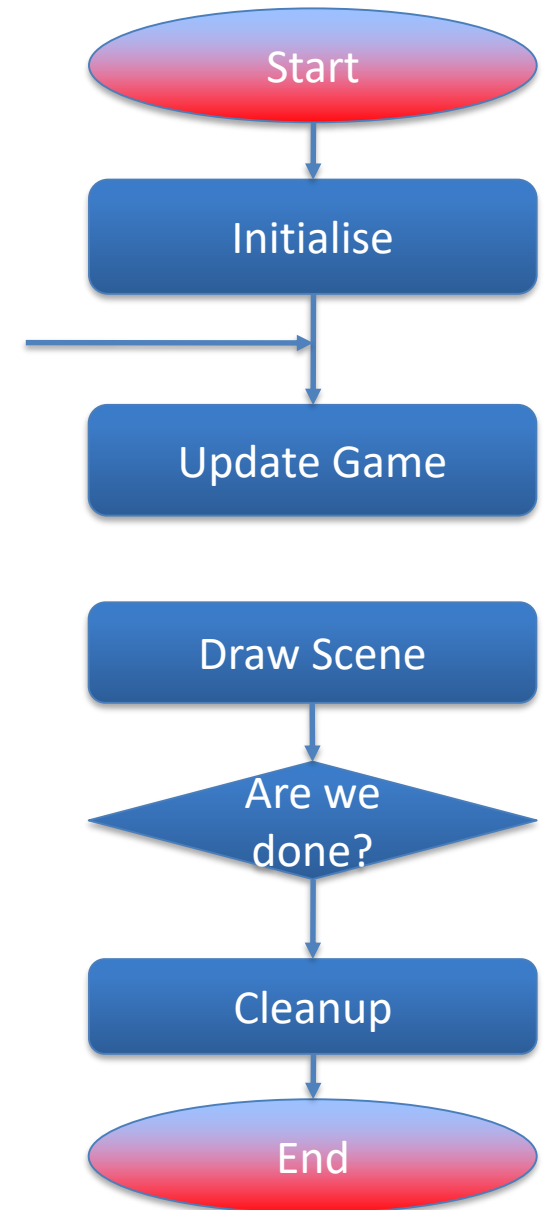 Start
Initialise
Update Game
Draw Scene
Are we
done?
Cleanup
End